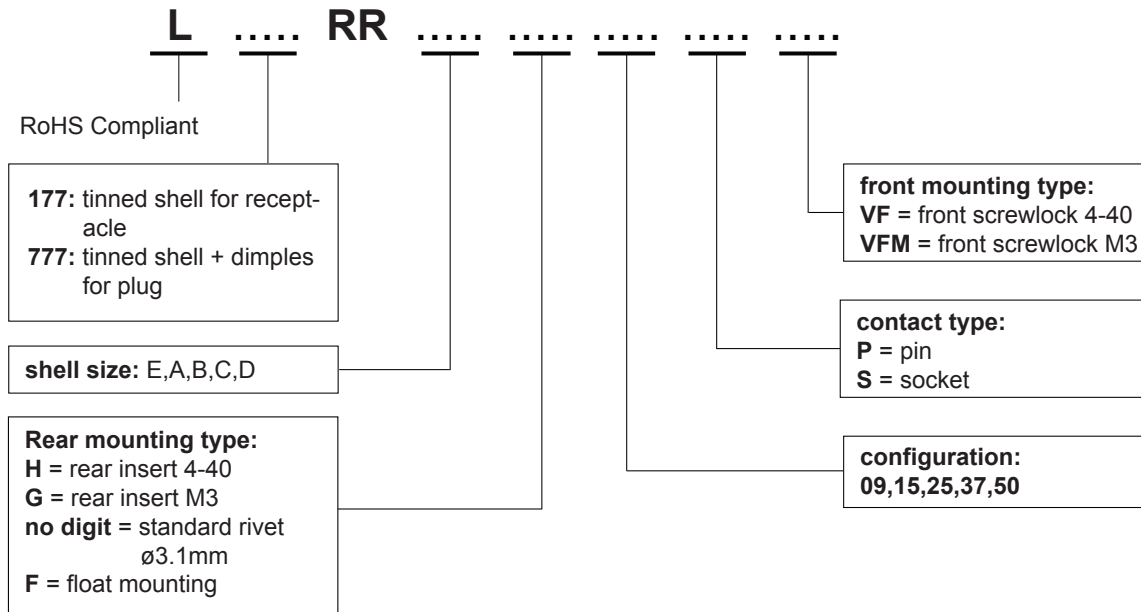 L ..... RR ..... ..... ..... ..... .....
RoHS Compliant
177: tinned shell for recept-
acle
777: tinned shell + dimples
for plug
shell size: E,A,B,C,D
Rear mounting type:
H = rear insert 4-40
G = rear insert M3
no digit = standard rivet
ø3.1mm
F = float mounting
front mounting type:
VF = front screwlock 4-40
VFM = front screwlock M3
contact type:
P = pin
S = socket
configuration:
09,15,25,37,50